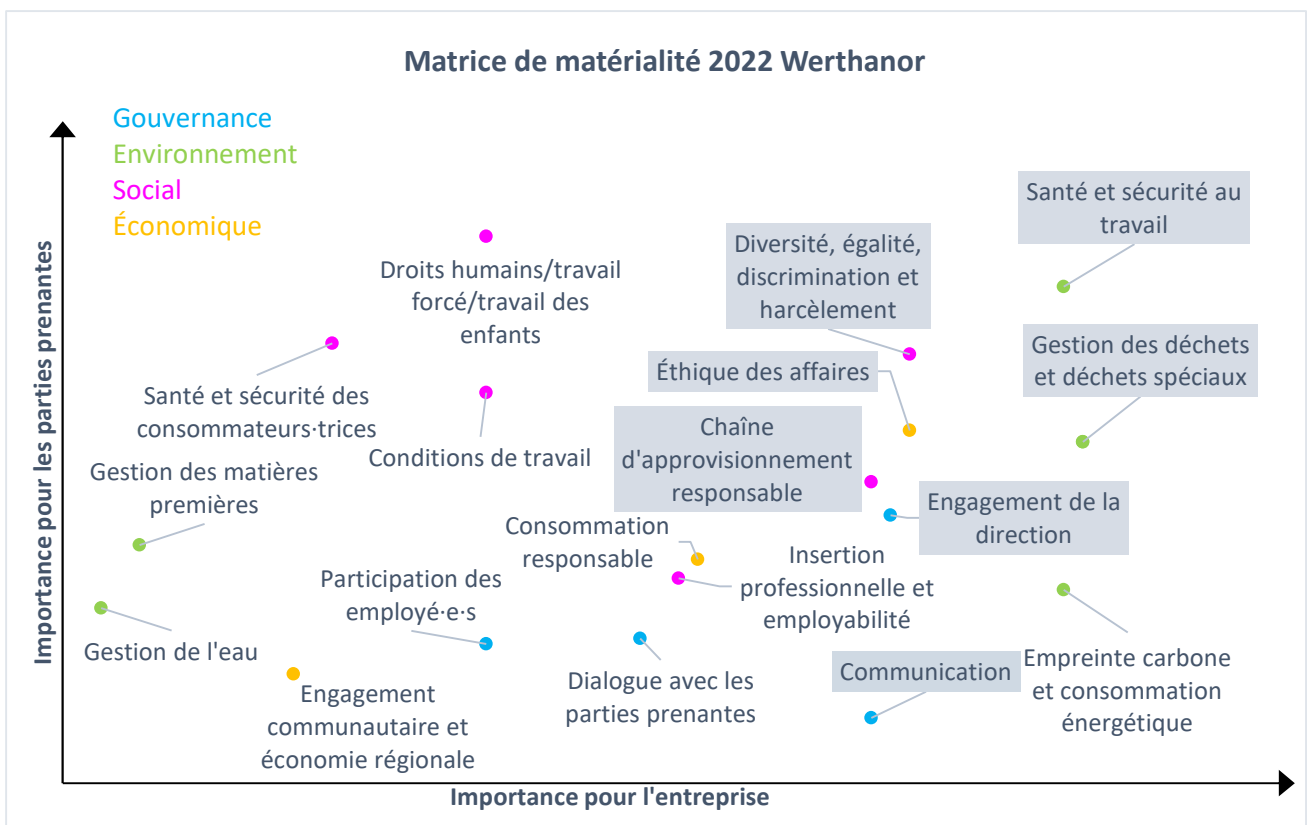 Matrice de matérialité 2022 Werthanor
Gouvernance
Environnement
Social
Économique
Importance pour les parties prenantes
Santé et sécurité au
travail
Diversité, égalité,
discrimination et
harcèlement
Droits humains/travail
forcé/travail des
enfants
Gestion des déchets
et déchets spéciaux
Éthique des affaires
Santé et sécurité des
consommateurs·trices
Chaîne
d'approvisionnement
responsable
Conditions de travail
Gestion des matières
premières
Engagement de la
direction
Consommation
responsable
Insertion
professionnelle et
employabilité
Participation des
employé·e·s
Gestion de l'eau
Communication
Empreinte carbone
et consommation
énergétique
Dialogue avec les
parties prenantes
Engagement
communautaire et
économie régionale
Importance pour l'entreprise